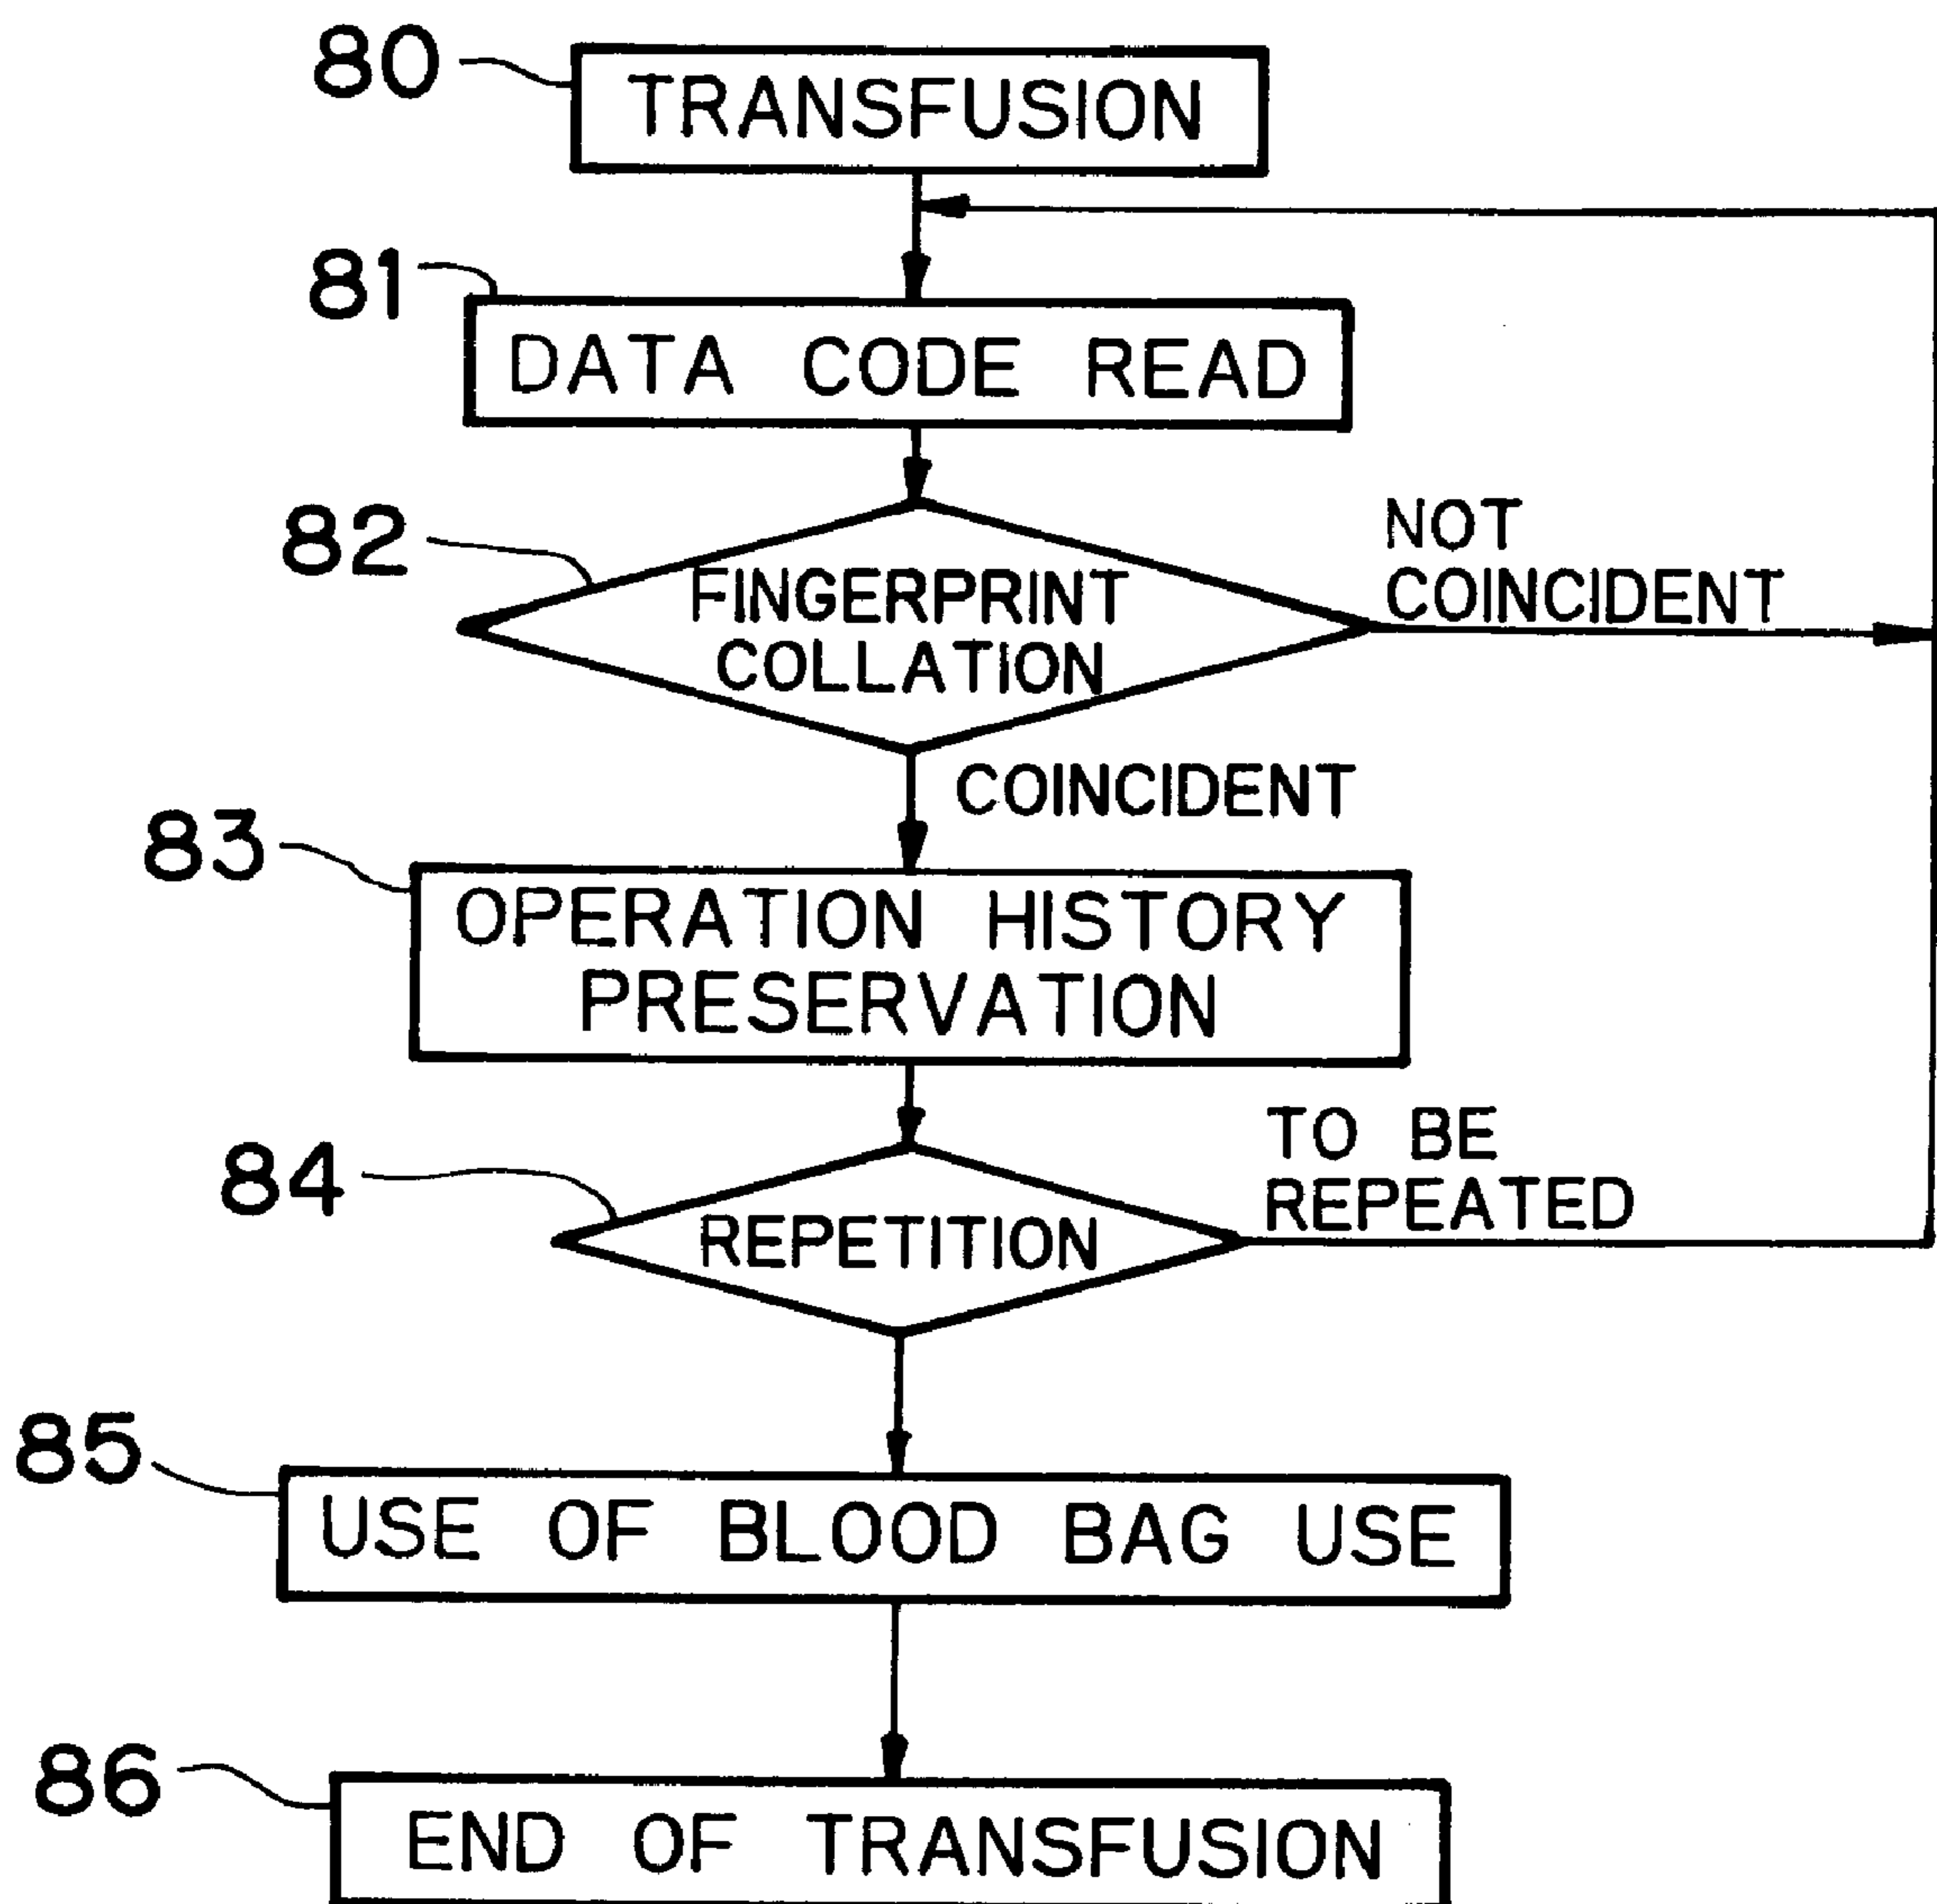 80
TRANSFUSION
81
DATA CODE READ
82
FINGERPRINT
COLLATION
NOT
COINCIDENT
COINCIDENT
83
OPERATION HISTORY
PRESERVATION
84
REPETITION
TO BE
REPEATED
85
USE OF BLOOD BAG USE
86
END OF TRANSFUSION